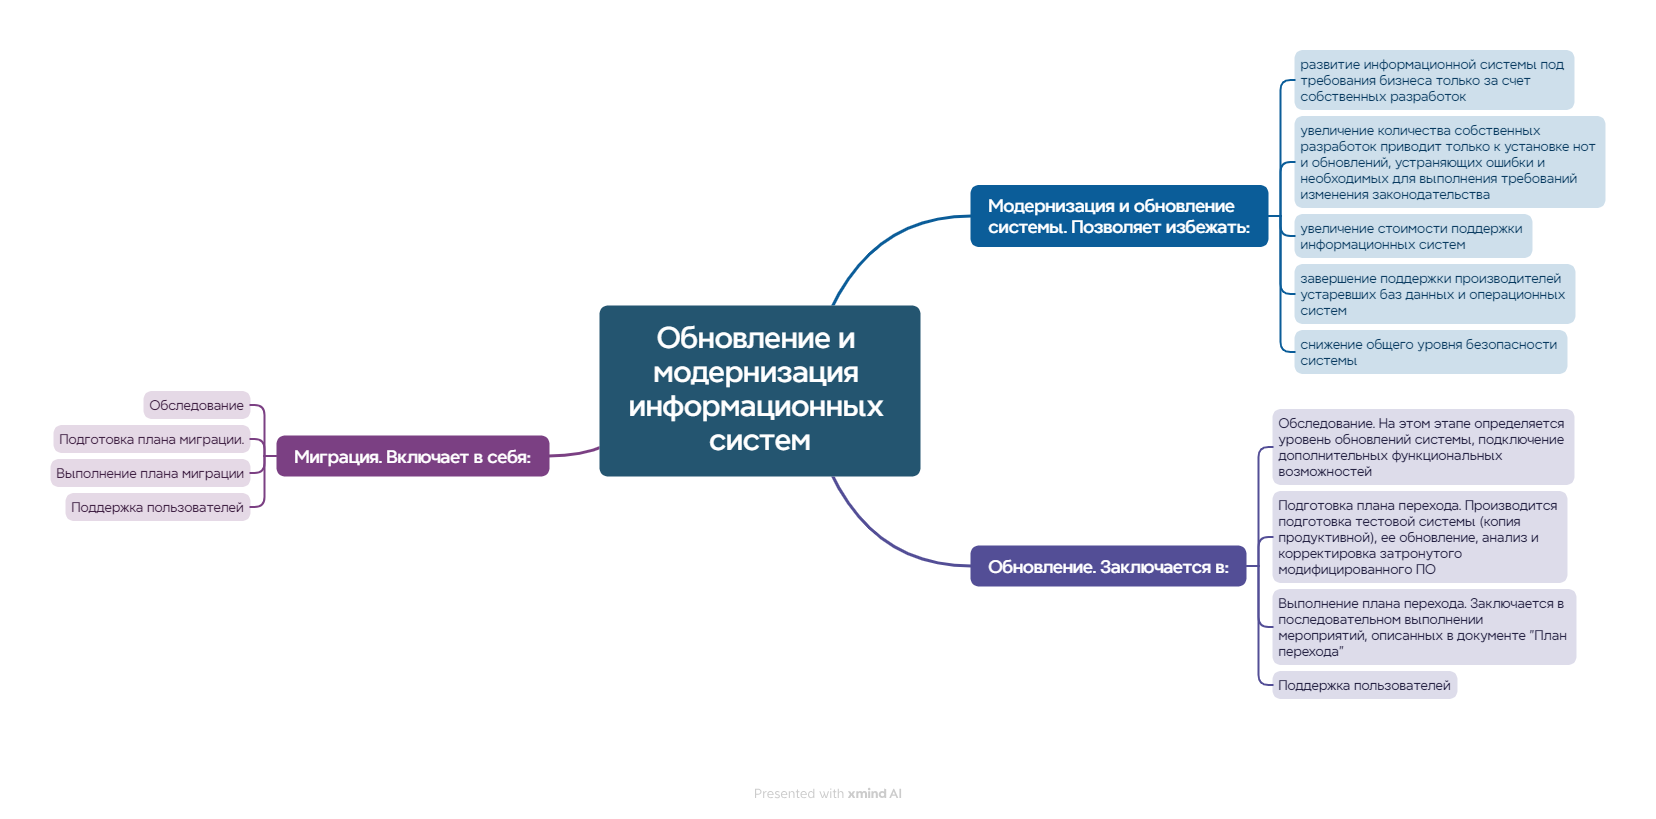 Обновление и
модернизация
информационных
систем
Модернизация и обновление
системы. Позволяет избежать:
развитие информационной системы под
требования бизнеса только за счет
собственных разработок
увеличение количества собственных
разработок приводит только к установке нот
и обновлений, устраняющих ошибки и
необходимых для выполнения требований
изменения законодательства
увеличение стоимости поддержки
информационных систем
завершение поддержки производителей
устаревших баз данных и операционных
систем
снижение общего уровня безопасности
системы
Обновление. Заключается в:
Обследование. На этом этапе определяется
уровень обновлений системы, подключение
дополнительных функциональных
возможностей
Подготовка плана перехода. Производится
подготовка тестовой системы (копия
продуктивной), ее обновление, анализ и
корректировка затронутого
модифицированного ПО
Выполнение плана перехода. Заключается в
последовательном выполнении
мероприятий, описанных в документе "План
перехода"
Поддержка пользователей
Миграция. Включает в себя:
Обследование
Подготовка плана миграции.
Выполнение плана миграции
Поддержка пользователей
Presented with xmind AI